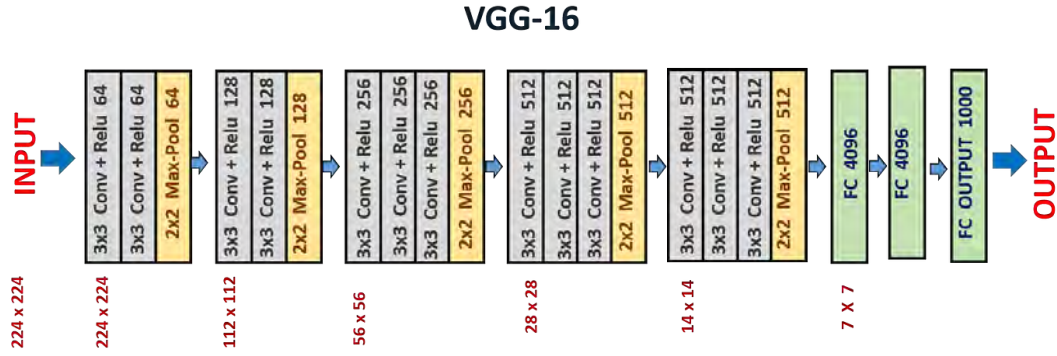 VGG-16
INPUT
3x3 Conv + Relu 64
3x3 Conv + Relu 64
2x2 Max-Pool 64
3x3 Conv + Relu 128
3x3 Conv + Relu 128
2x2 Max-Pool 128
3x3 Conv + Relu 256
3x3 Conv + Relu 256
3x3 Conv + Relu 256
2x2 Max-Pool 256
3x3 Conv + Relu 512
3x3 Conv + Relu 512
3x3 Conv + Relu 512
2x2 Max-Pool 512
3x3 Conv + Relu 512
3x3 Conv + Relu 512
3x3 Conv + Relu 512
2x2 Max-Pool 512
FC 4096
FC 4096
FC OUTPUT 1000
OUTPUT
224 x 224
224 x 224
112 x 112
56 x 56
28 x 28
14 x 14
7 X 7